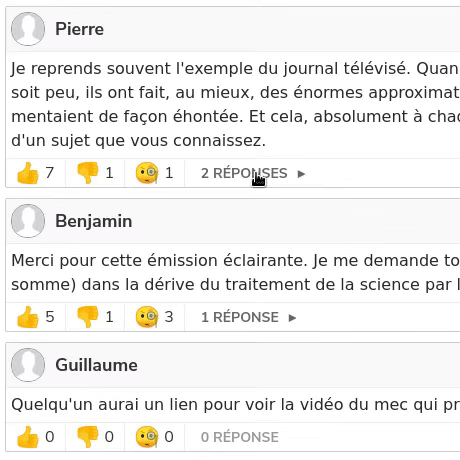 Pierre
Je reprends souvent l'exemple du journal télévisé. Quan
soit peu, ils ont fait, au mieux, des énormes approximat
mentaient de façon éhontée. Et cela, absolument à cha
d'un sujet que vous connaissez.
7 1 1 2 RÉPONSES ►
Benjamin
Merci pour cette émission éclairante. Je me demande to
somme) dans la dérive du traitement de la science par l
5 1 3 1 RÉPONSE ►
Guillaume
Quelqu'un aurai un lien pour voir la vidéo du mec qui pr
0 0 0 0 RÉPONSE